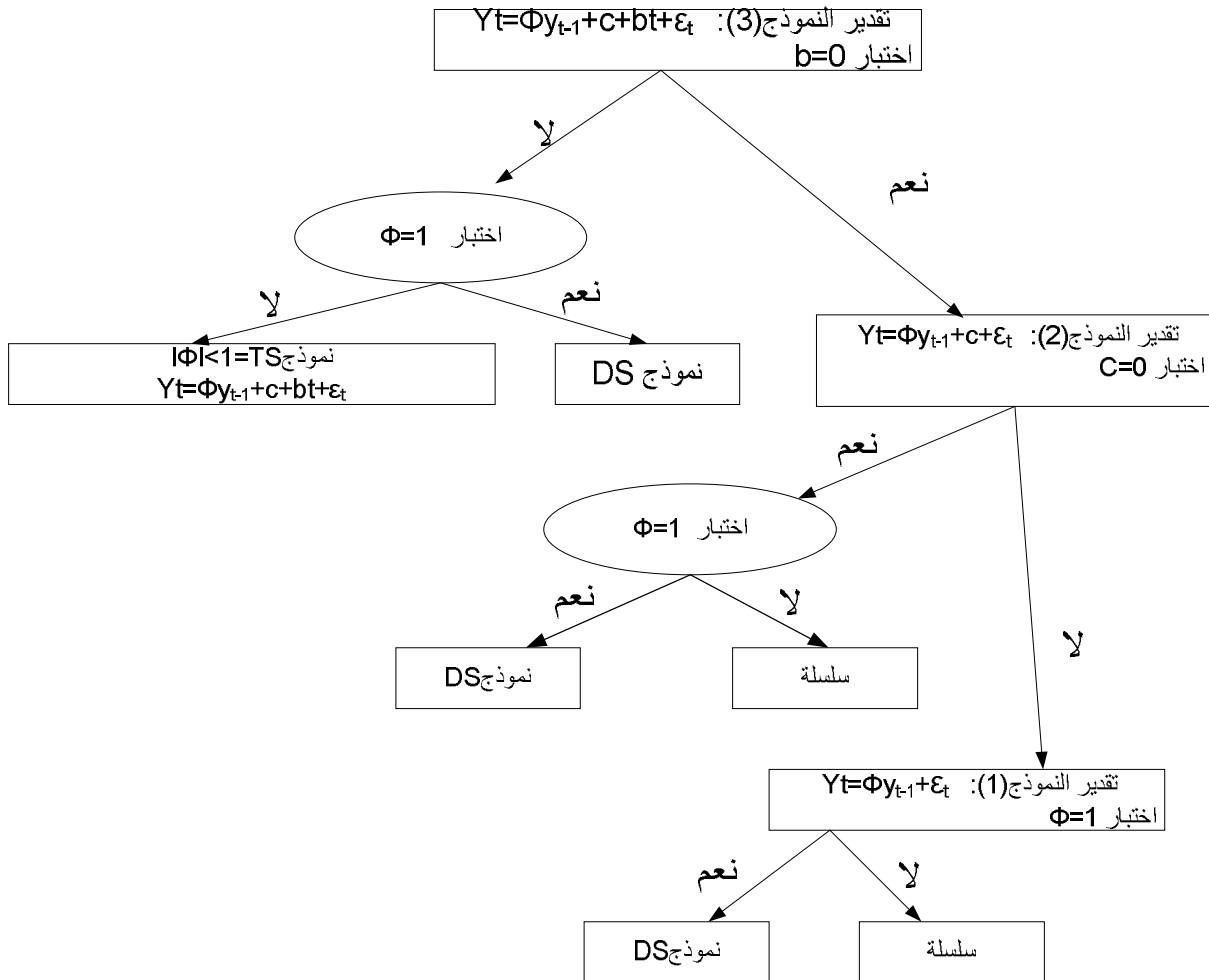 تقدير النموذج(3): Yt=Φyt-1+c+bt+εt
اختبار b=0
لا
نعم
اختبار Φ=1
لا
نعم
نموذجTS=1>IΦI
Yt=Φyt-1+c+bt+εt
نموذج DS
تقدير النموذج(2): Yt=Φyt-1+c+εt
اختبار C=0
نعم
لا
اختبار Φ=1
نعم
لا
نموذجDS
سلسلة
تقدير النموذج(1): Yt=Φyt-1+εt
اختبار Φ=1
نعم
لا
نموذجDS
سلسلة